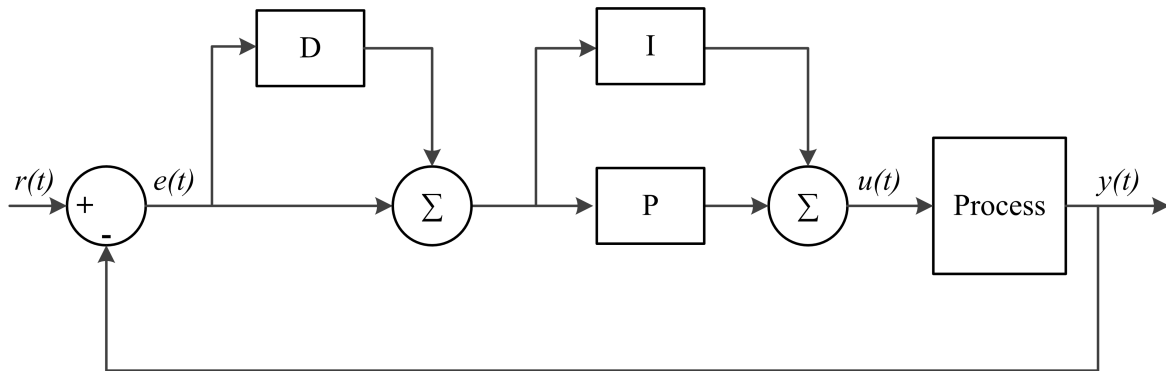 D
I
r(t)
+
-
e(t)
Σ
P
Σ
u(t)
Process
y(t)